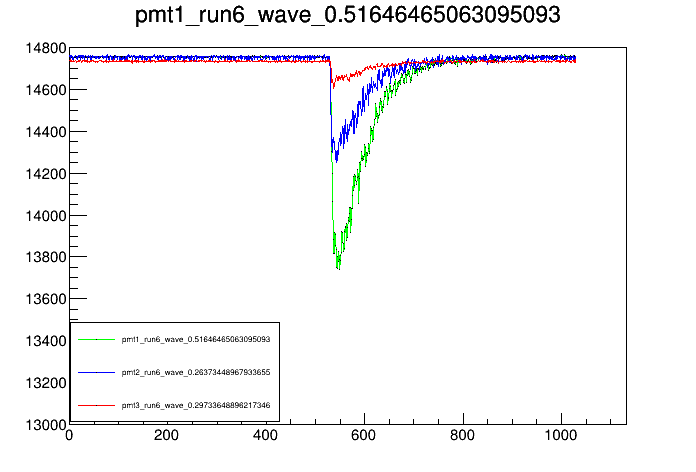 pmt1_run6_wave_0.51646465063095093
14800
14600
14400
14200
14000
13800
13600
13400
13200
13000
pmt1_run6_wave_0.51646465063095093
pmt2_run6_wave_0.26373448967933655
pmt3_run6_wave_0.29733648896217346
0 200 400 600 800 1000